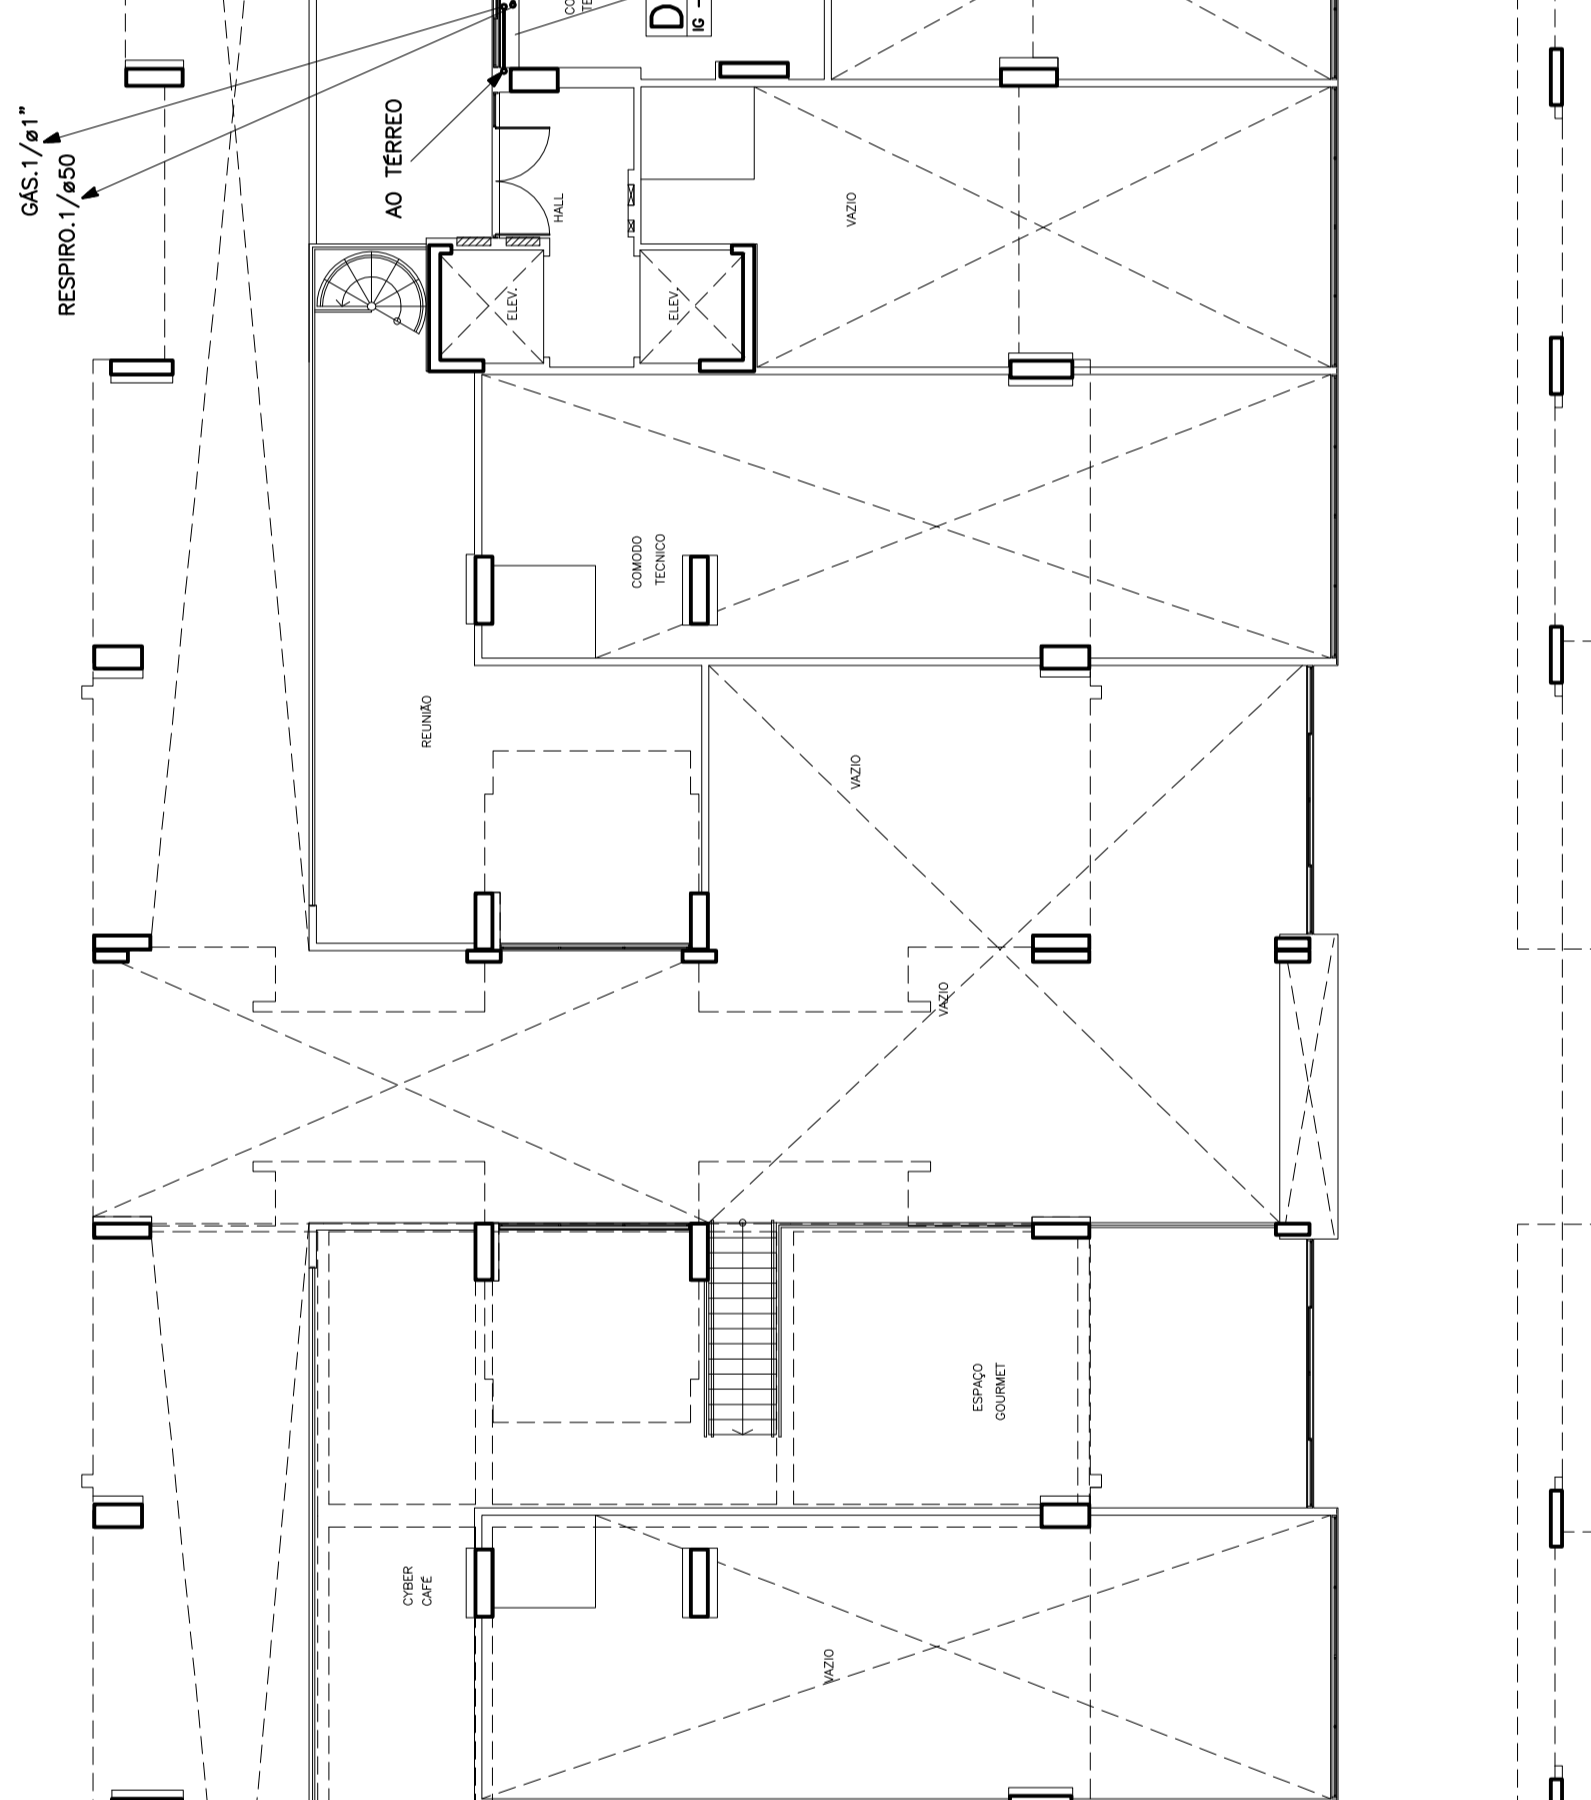 GÁS.1/ø1"
RESPIRO.1/ø50
AO TÉRREO
D
IG -
HALL
VAZIO
ELEV.
ELEV.
COMODO
TECNICO
REUNIÃO
VAZIO
VAZIO
ESPAÇO
GOURMET
CYBER
CAFÉ
VAZIO